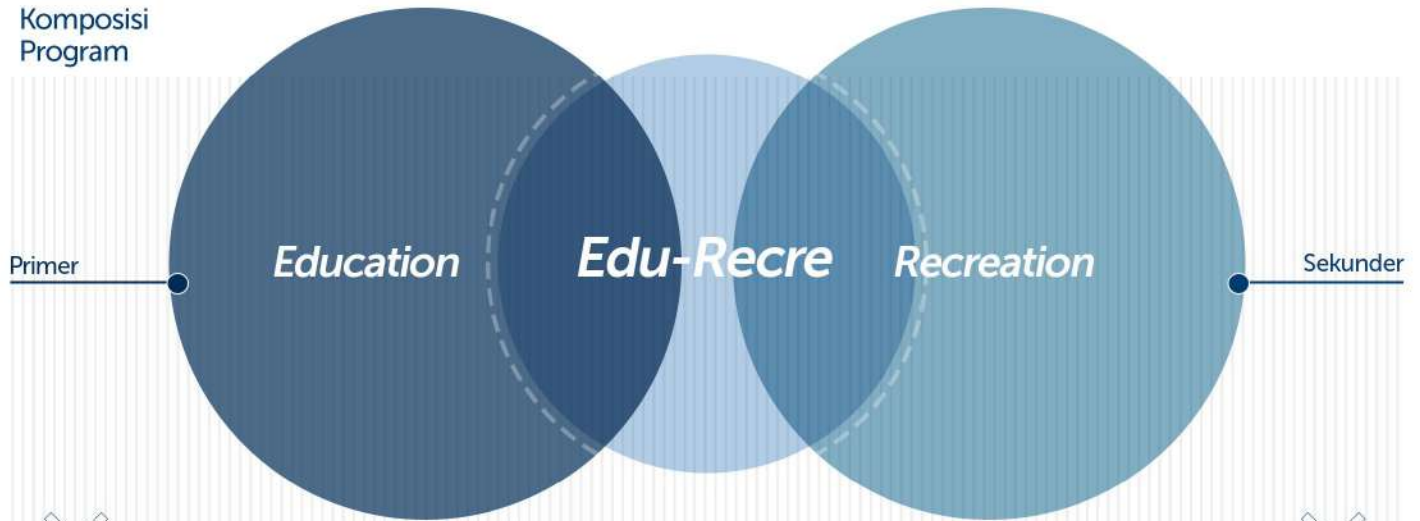 Komposisi
Program
Primer
Education
Edu-Recre
Recreation
Sekunder